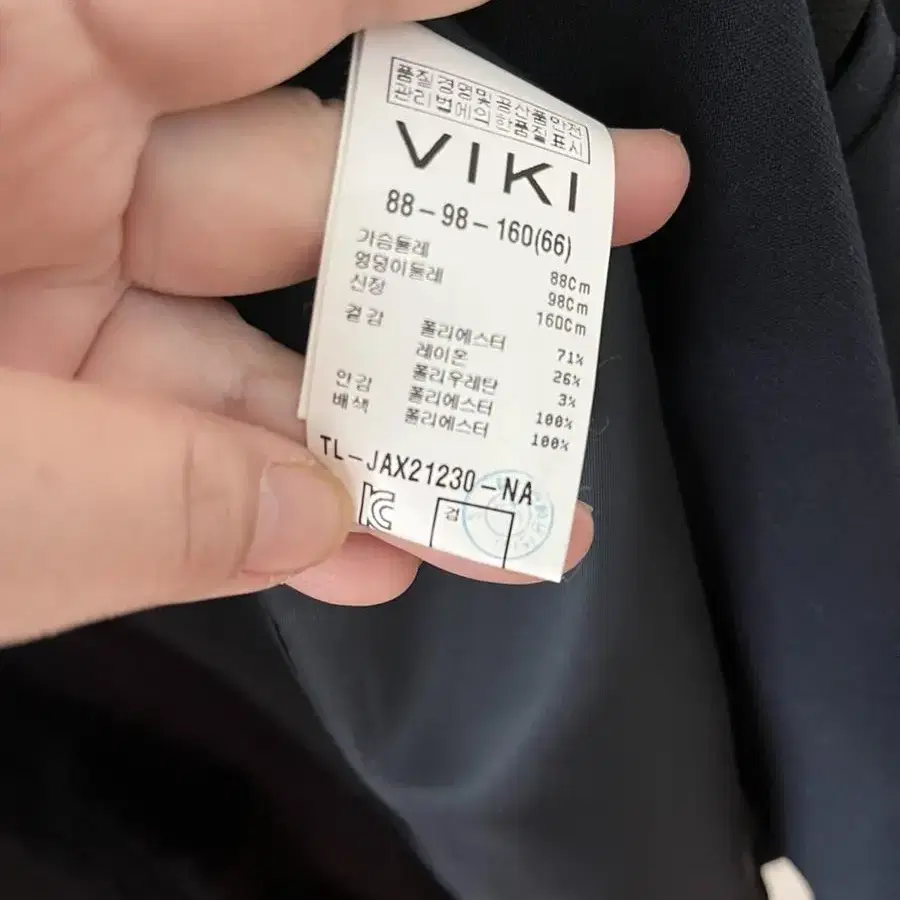 품질경영및공산품안전
관리법에의한품질표시
VIKI
88-98-160(66)
가슴둘레 88Cm
엉덩이둘레 98Cm
신장 160Cm
겉감 폴리에스터 71%
레이온 26%
폴리우레탄 3%
안감 폴리에스터 100%
배색 폴리에스터 100%
TL-JAX21230-NA
KC
검